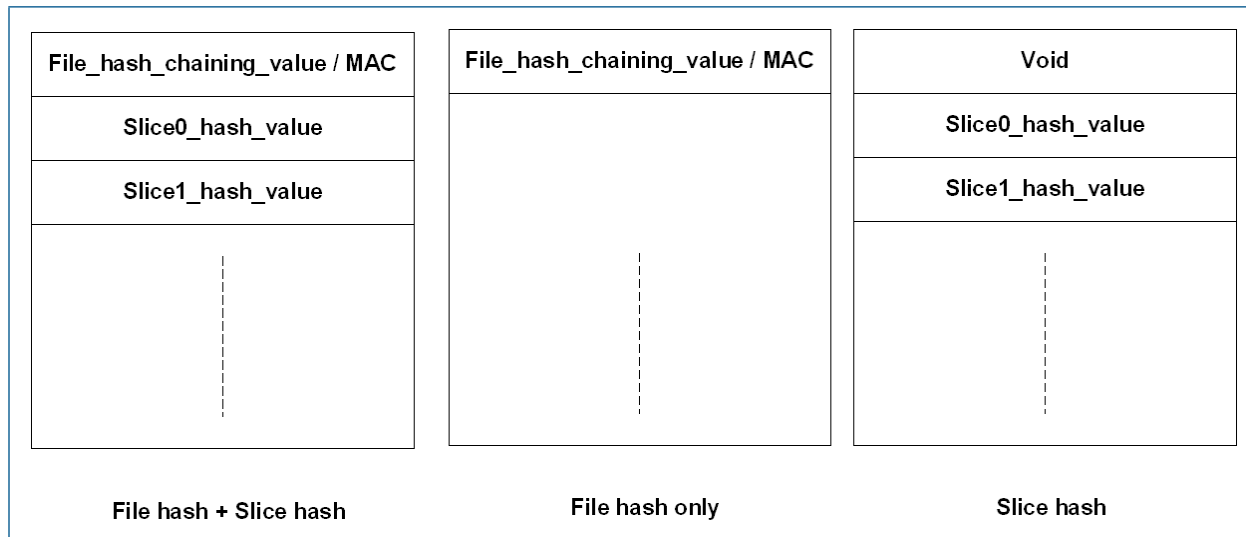 File_hash_chaining_value / MAC
Slice0_hash_value
Slice1_hash_value
File hash + Slice hash
File_hash_chaining_value / MAC
File hash only
Void
Slice0_hash_value
Slice1_hash_value
Slice hash